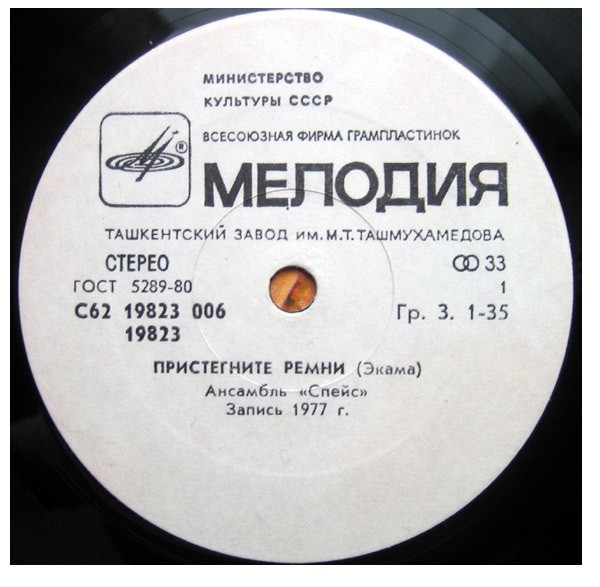 МИНИСТЕРСТВО
КУЛЬТУРЫ СССР
ВСЕСОЮЗНАЯ ФИРМА ГРАМПЛАСТИНОК
®
МЕЛОДИЯ
ТАШКЕНТСКИЙ ЗАВОД ИМ. М.Т. ТАШМУХАМЕДОВА
СТЕРЕО 33
ГОСТ 5289-80 1
С62 19823 006 Гр. 3. 1-35
19823
ПРИСТЕГНИТЕ РЕМНИ (Экама)
Ансамбль «Спейс»
Запись 1977 г.